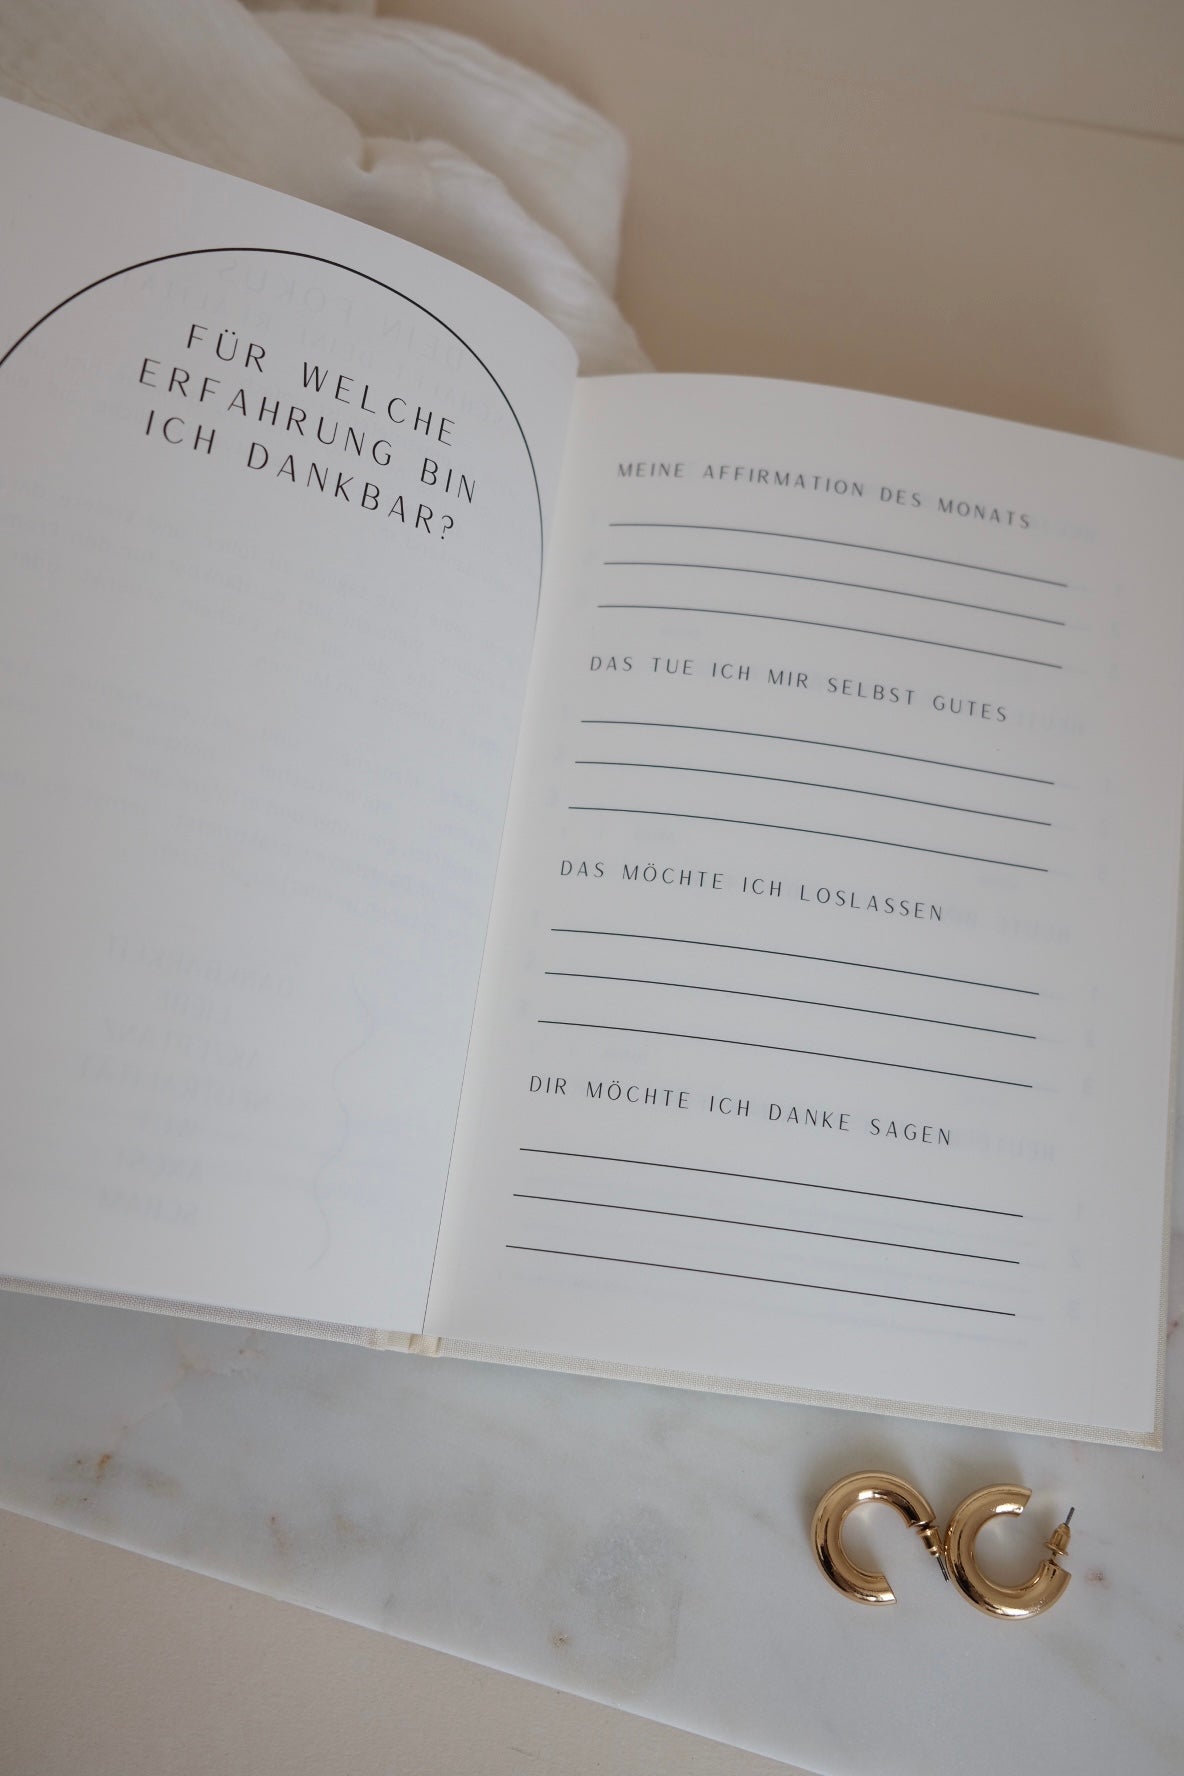 FÜR WELCHE
ERFAHRUNG BIN
ICH DANKBAR?
MEINE AFFIRMATION DES MONATS
DAS TUE ICH MIR SELBST GUTES
DAS MÖCHTE ICH LOSLASSEN
DIR MÖCHTE ICH DANKE SAGEN